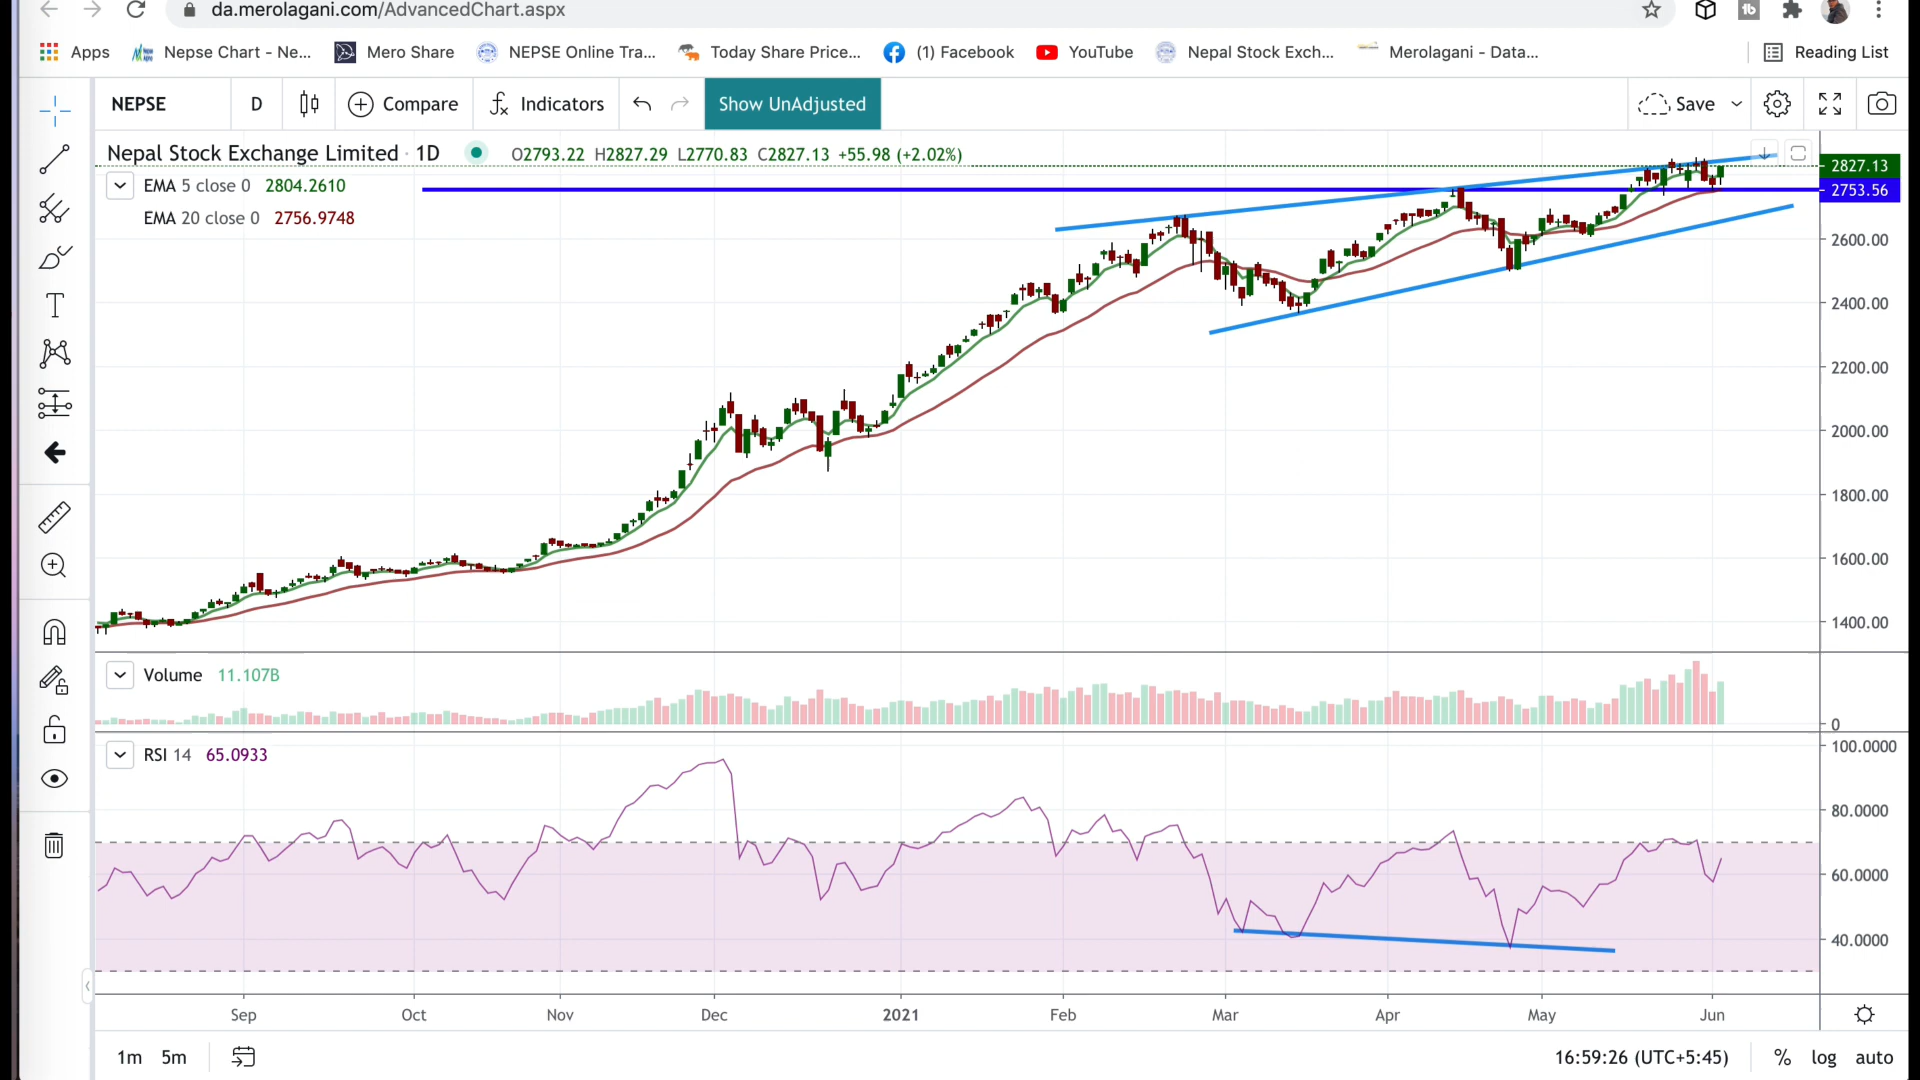 da.merolagani.com/AdvancedChart.aspx
Apps Nepse Chart - Ne... Mero Share NEPSE Online Tra... Today Share Price... (1) Facebook YouTube Nepal Stock Exch... Merolagani - Data... Reading List
NEPSE D Compare Indicators Show UnAdjusted Save
Nepal Stock Exchange Limited · 1D O2793.22 H2827.29 L2770.83 C2827.13 +55.98 (+2.02%)
2827.13
EMA 5 close 0 2804.2610
2753.56
EMA 20 close 0 2756.9748
2600.00
2400.00
2200.00
2000.00
1800.00
1600.00
1400.00
Volume 11.107B
0
RSI 14 65.0933
100.0000
80.0000
60.0000
40.0000
Sep Oct Nov Dec 2021 Feb Mar Apr May Jun
1m 5m 16:59:26 (UTC+5:45) % log auto